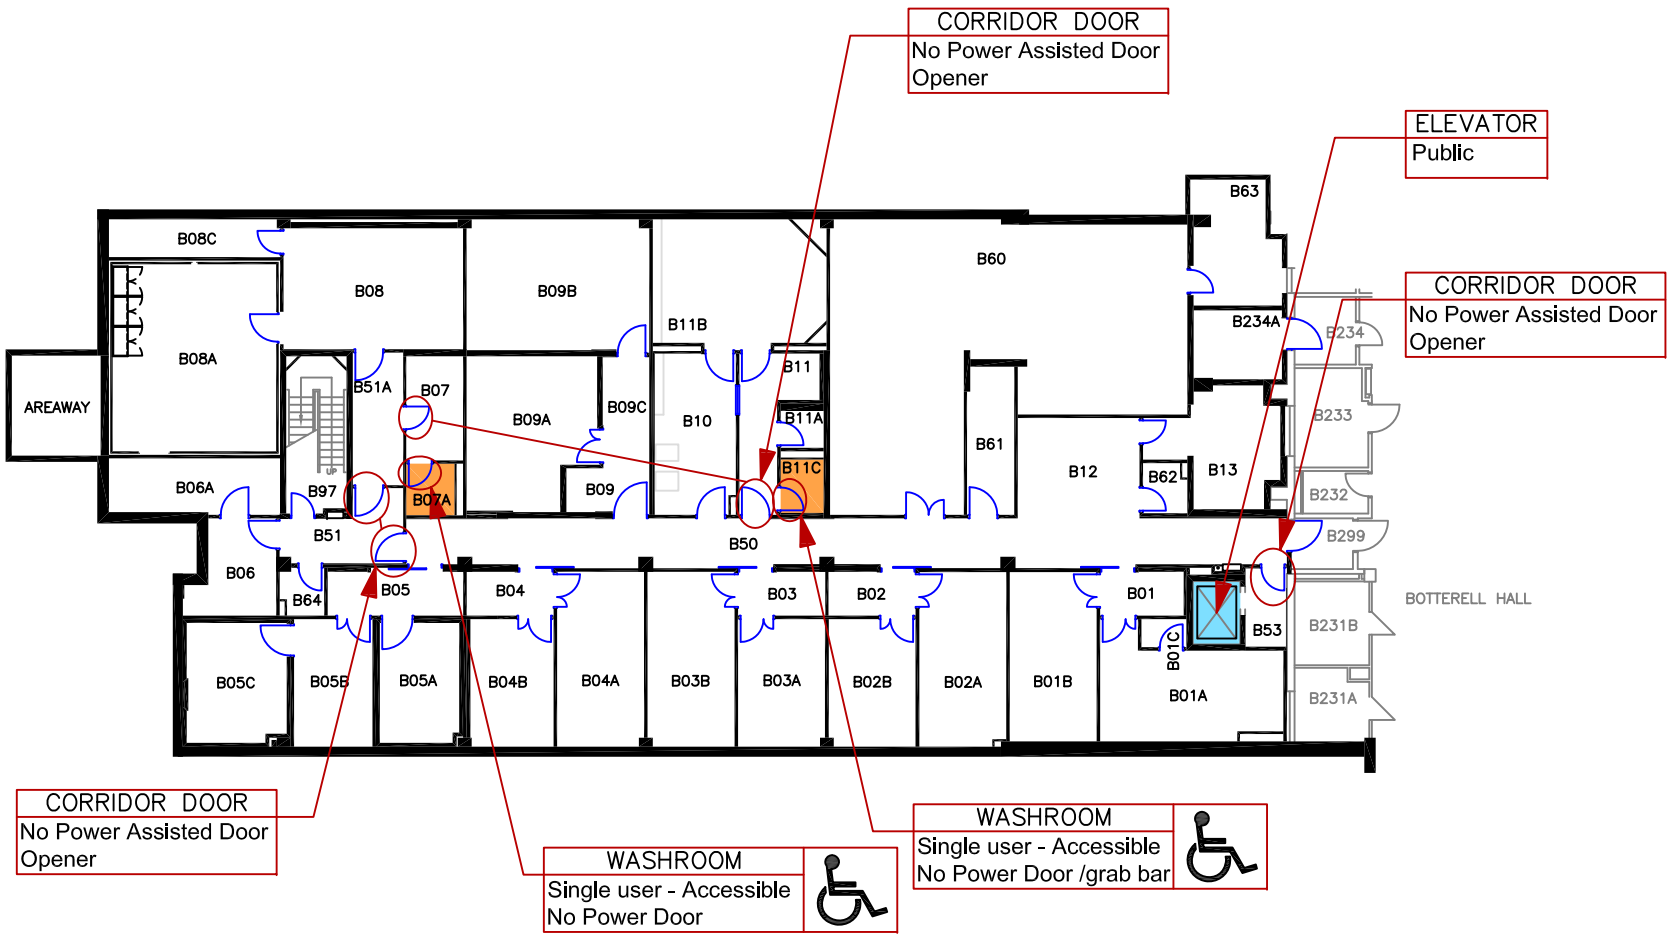 CORRIDOR DOOR
No Power Assisted Door
Opener
ELEVATOR
Public
CORRIDOR DOOR
No Power Assisted Door
Opener
B63
B08C
B60
B08
B09B
B11B
B234A
B234
B08A
B51A
B07
B11
AREAWAY
B09C
B09A
B10
B11A
B61
B233
B12
UP
B11C
B62
B13
B06A
B97
B07A
B09
B232
B51
B50
B299
B06
B64
B05
B04
B03
B02
B01
BOTTERELL HALL
B53
B231B
B01C
B05C
B05B
B05A
B04B
B04A
B03B
B03A
B02B
B02A
B01B
B01A
B231A
CORRIDOR DOOR
No Power Assisted Door
Opener
WASHROOM
Single user - Accessible
No Power Door /grab bar
WASHROOM
Single user - Accessible
No Power Door